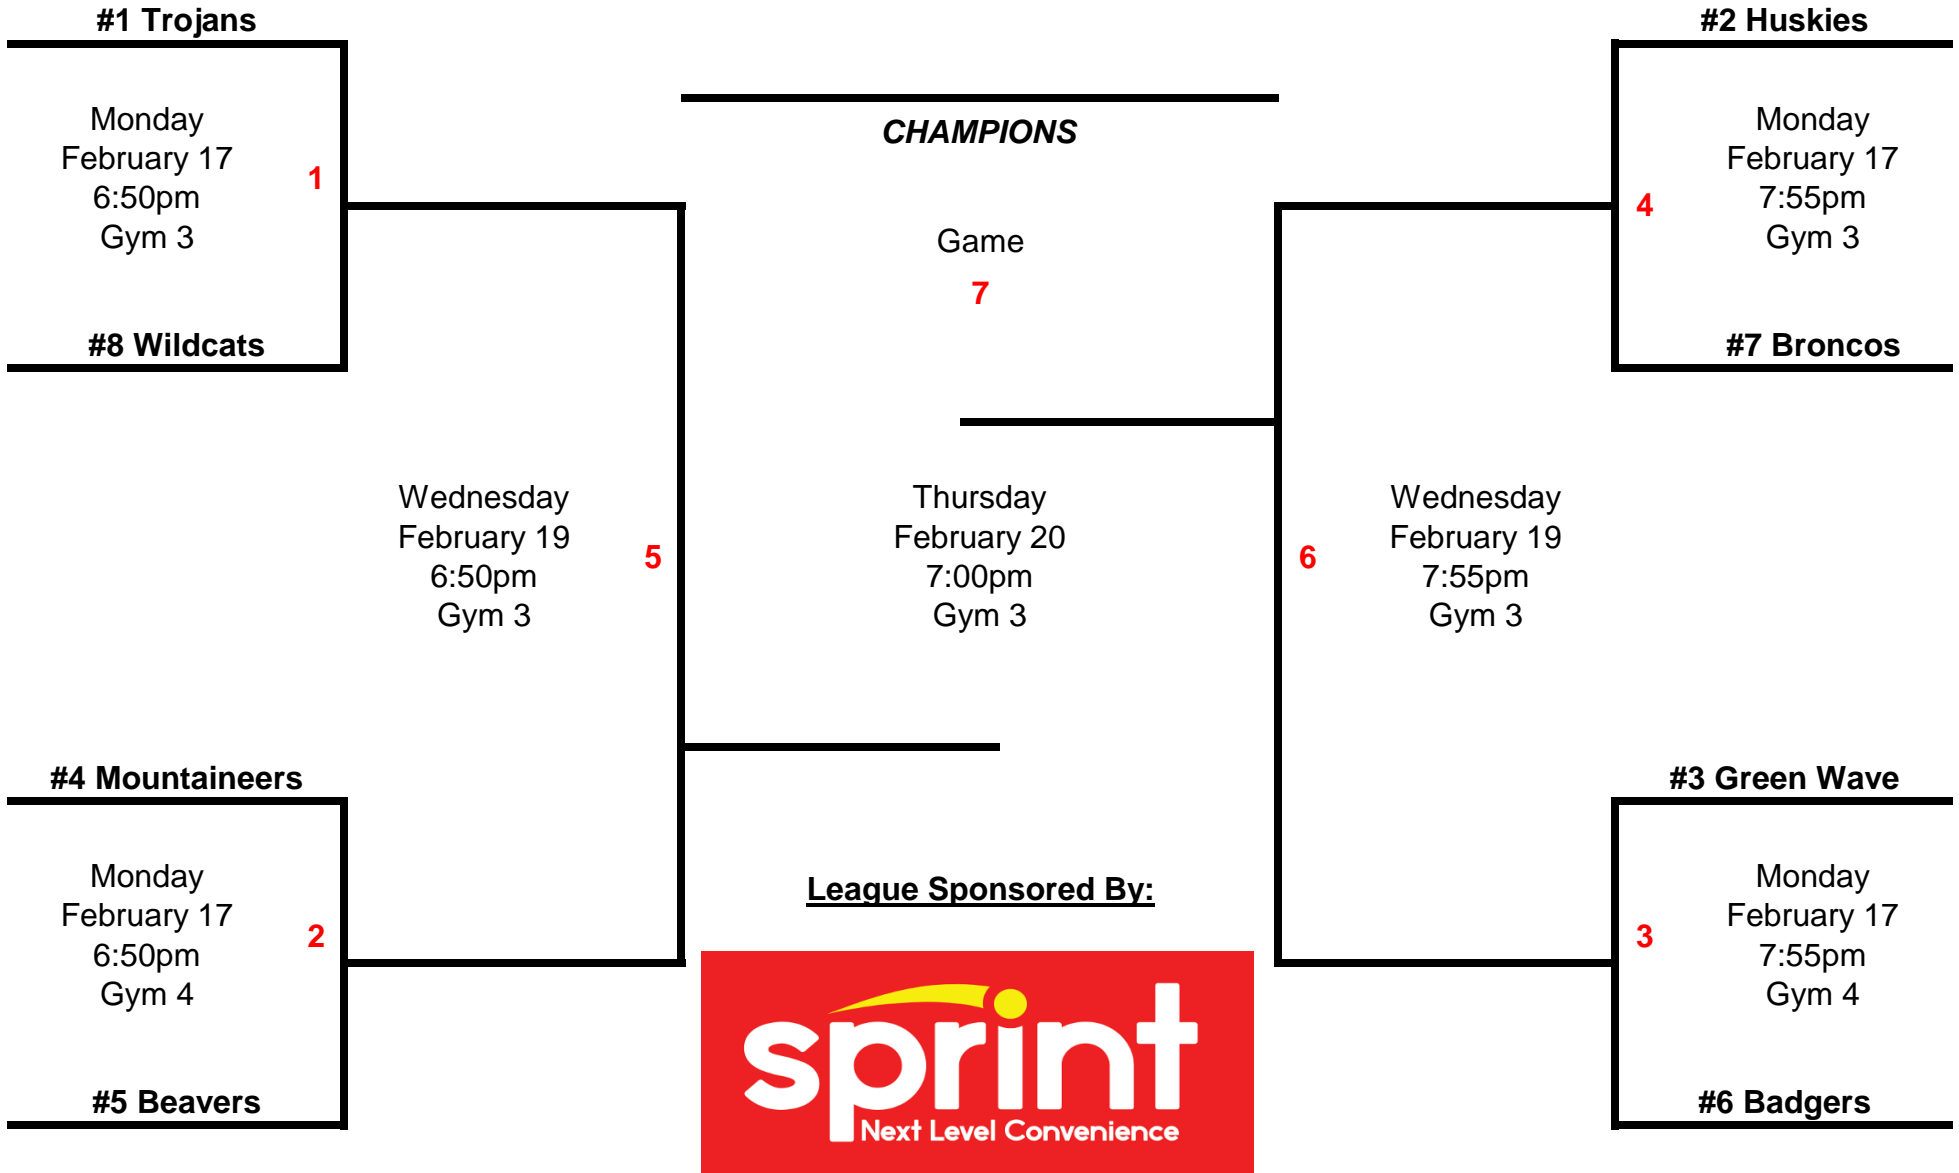 #1 Trojans
Monday
February 17
6:50pm
Gym 3
1
#8 Wildcats
#2 Huskies
Monday
February 17
7:55pm
Gym 3
4
#7 Broncos
CHAMPIONS
Game
7
Wednesday
February 19
6:50pm
Gym 3
5
Thursday
February 20
7:00pm
Gym 3
6
Wednesday
February 19
7:55pm
Gym 3
#4 Mountaineers
Monday
February 17
6:50pm
Gym 4
2
#5 Beavers
#3 Green Wave
Monday
February 17
7:55pm
Gym 4
3
#6 Badgers
League Sponsored By:
sprint
Next Level Convenience